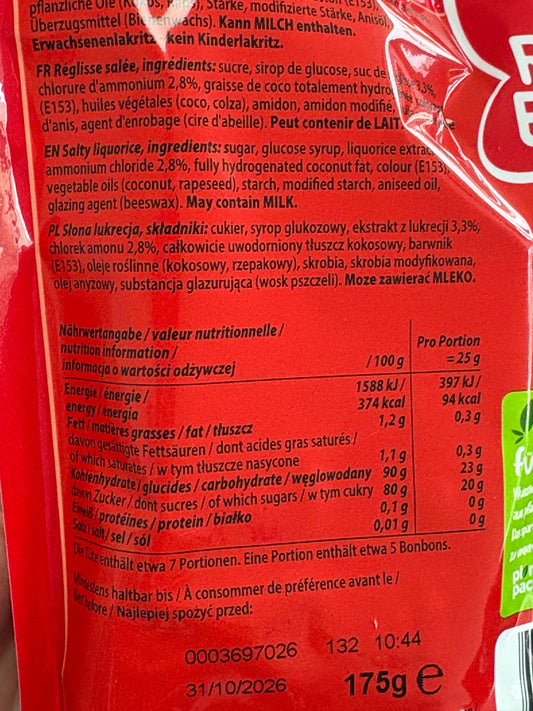 pflanzliche Öle (Kokos, Raps), Stärke, modifizierte Stärke, Anisöl,
Überzugsmittel (Bienenwachs). Kann MILCH enthalten.
Erwachsenenlakritz - kein Kinderlakritz.
FR Réglisse salée, ingrédients: sucre, sirop de glucose, suc de
chlorure d'ammonium 2,8%, graisse de coco totalement
(E153), huiles végétales (coco, colza), amidon, amidon modifié,
d'anis, agent d'enrobage (cire d'abeille). Peut contenir de LAIT.
EN Salty liquorice, ingredients: sugar, glucose syrup, liquorice
ammonium chloride 2,8%, fully hydrogenated coconut fat, colour (E153),
vegetable oils (coconut, rapeseed), starch, modified starch, aniseed oil,
glazing agent (beeswax). May contain MILK.
PL Słona lukrecja, składniki: cukier, syrop glukozowy, ekstrakt z lukrecji 3,3%,
chlorek amonu 2,8%, całkowicie uwodorniony tłuszcz kokosowy, barwnik
(E153), oleje roślinne (kokosowy, rzepakowy), skrobia, skrobia modyfikowana,
olej anyżowy, substancja glazurująca (wosk pszczeli). Moze zawierać MLEKO.
Nährwertangabe / valeur nutritionnelle /
nutrition information /
informacja o wartości odżywczej /100 g Pro Portion = 25 g
Energie / énergie / 1588 kJ / 397 kJ /
energy / energia 374 kcal 94 kcal
Fett / matières grasses / fat / tłuszcz 1,2 g 0,3 g
davon gesättigte Fettsäuren / dont acides gras saturés /
of which saturates / w tym tłuszcze nasycone 1,1 g 0,3 g
Kohlenhydrate / glucides / carbohydrate / węglowodany 90 g 23 g
davon Zucker / dont sucres / of which sugars / w tym cukry 80 g 20 g
Eiweiß / protéines / protein / białko 0,1 g 0 g
Salz / salt / sel / sól 0,01 g 0 g
Die Tüte enthält etwa 7 Portionen. Eine Portion enthält etwa 5 Bonbons.
Mindestens haltbar bis / À consommer de préférence avant le /
Best before / Najlepiej spożyć przed:
0003697026 132 10:44
31/10/2026 175g e